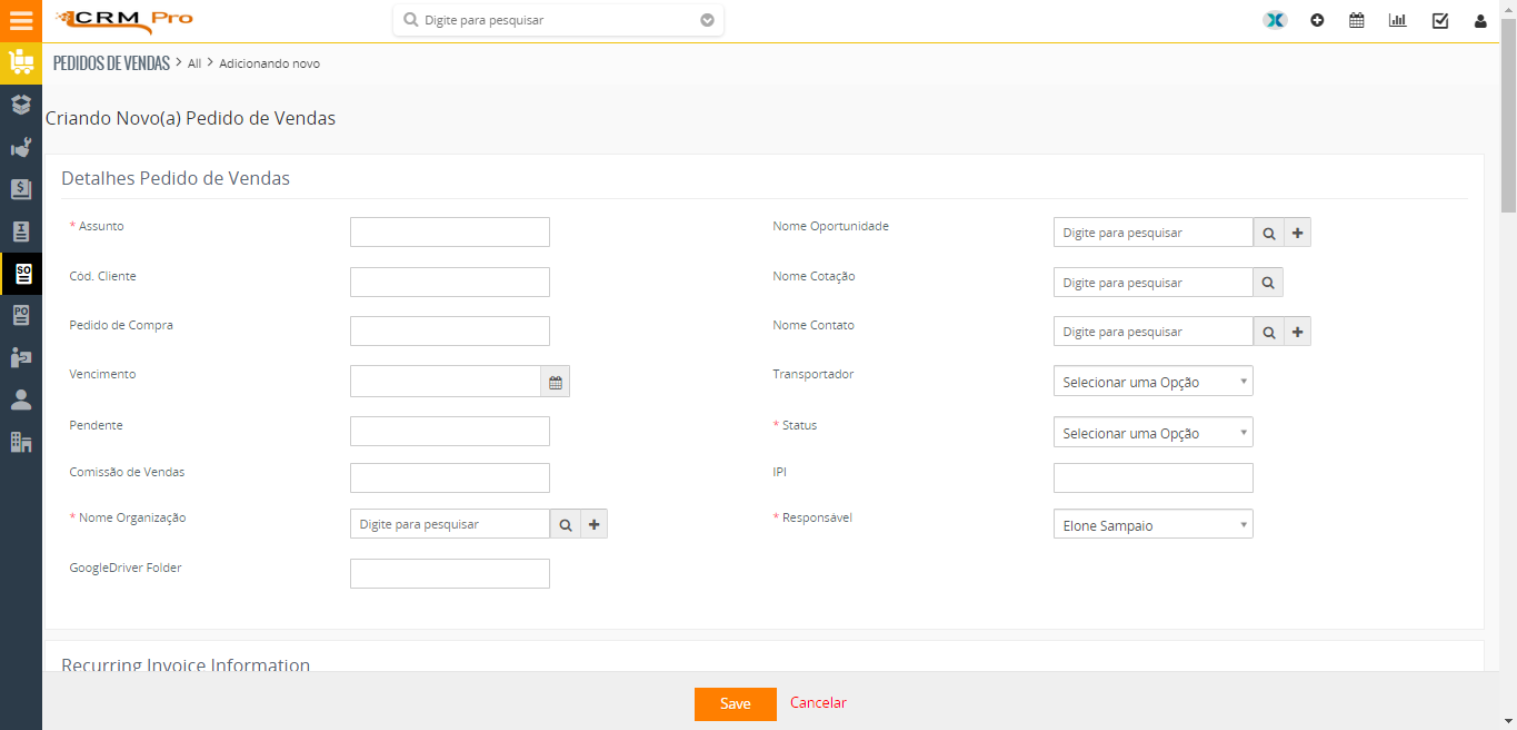 CRM Pro
Digite para pesquisar
PEDIDOS DE VENDAS > All > Adicionando novo
Criando Novo(a) Pedido de Vendas
Detalhes Pedido de Vendas
* Assunto
Nome Oportunidade
Digite para pesquisar
Cód. Cliente
Nome Cotação
Digite para pesquisar
Pedido de Compra
Nome Contato
Digite para pesquisar
Vencimento
Transportador
Selecionar uma Opção
Pendente
* Status
Selecionar uma Opção
Comissão de Vendas
IPI
* Nome Organização
Digite para pesquisar
* Responsável
Elone Sampaio
GoogleDriver Folder
Recurring Invoice Information
Save
Cancelar
SO
PO